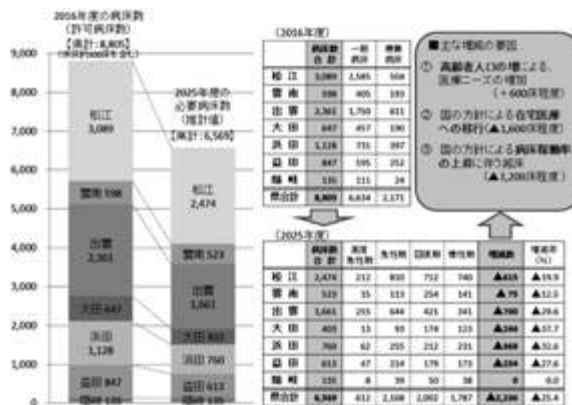 2016年度の病床数
(許可病床数)
【県計:8,805】
2025年度の
必要病床数
(推計値)
【県計:6,569】
9,000
8,000
7,000
6,000
5,000
4,000
3,000
2,000
1,000
0
松江
3,089
雲南 598
出雲
2,361
大田 647
浜田
1,128
益田 847
隠岐 135
松江
2,474
雲南 523
出雲
1,661
大田 403
浜田 760
益田 613
隠岐 135
(2016年度)
病床数合計 一般病床 療養病床
松江 3,089 2,585 504
雲南 598 405 193
出雲 2,361 1,750 611
大田 647 457 190
浜田 1,128 731 397
益田 847 595 252
隠岐 135 111 24
県合計 8,805 6,634 2,171
■主な増減の要因
① 高齢者人口の増による、
医療ニーズの増加
(+600床程度)
② 国の方針による在宅医療
への移行(▲1,600床程度)
③ 国の方針による病床稼働率
の上昇に伴う減床
(▲1,200床程度)
(2025年度)
病床数合計 高度急性期 急性期 回復期 慢性期 増減数 増減率(%)
松江 2,474 212 810 712 740 ▲615 ▲19.9
雲南 523 15 113 254 141 ▲75 ▲12.5
出雲 1,661 255 644 421 341 ▲700 ▲29.6
大田 403 13 93 174 123 ▲244 ▲37.7
浜田 760 62 255 212 231 ▲368 ▲32.6
益田 613 47 214 179 173 ▲234 ▲27.6
隠岐 135 8 39 50 38 0 0.0
県合計 6,569 612 2,168 2,002 1,787 ▲2,236 ▲25.4